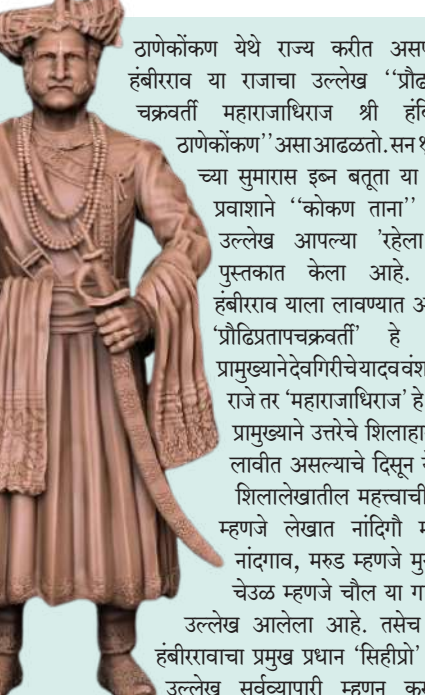 ठाणेकोंकण येथे राज्य करीत
हंबीरराव या राजाचा उल्लेख ‘‘प्रौढ
चक्रवर्ती महाराजाधिराज श्री
ठाणेकोंकण’’ असा आढळतो. सन
च्या सुमारास इब्न बतूता या
प्रवाशाने ‘‘कोकण ताना’’
उल्लेख आपल्या 'रहेला
पुस्तकात केला आहे.
हंबीरराव याला लावण्यात
‘प्रौढिप्रतापचक्रवर्ती’ हे
प्रामुख्याने देवगिरीचे यादव वंश
राजे तर ‘महाराजाधिराज’ हे
प्रामुख्याने उत्तरेचे शिलाहा
लावीत असल्याचे दिसून
शिलालेखातील महत्त्वाची
म्हणजे लेखात नांदिगौ
नांदगाव, मरुड म्हणजे
चेउळ म्हणजे चौल या
उल्लेख आलेला आहे. तसेच
हंबीररावाचा प्रमुख प्रधान ‘सिहीप्रो’
उल्लेख सर्वव्यापारी म्हणून